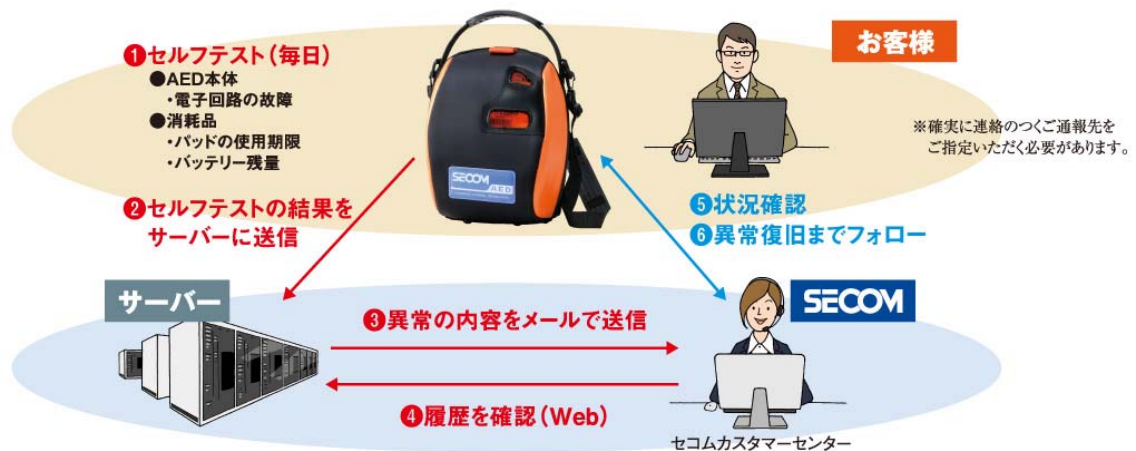 ❶セルフテスト（毎日）
●AED本体
・電子回路の故障
●消耗品
・パッドの使用期限
・バッテリー残量
お客様
※確実に連絡のつくご通報先を
ご指定いただく必要があります。
SECOM
AED
❷セルフテストの結果を
サーバーに送信
❺状況確認
❻異常復旧までフォロー
サーバー
SECOM
❸異常の内容をメールで送信
❹履歴を確認（Web）
セコムカスタマーセンター